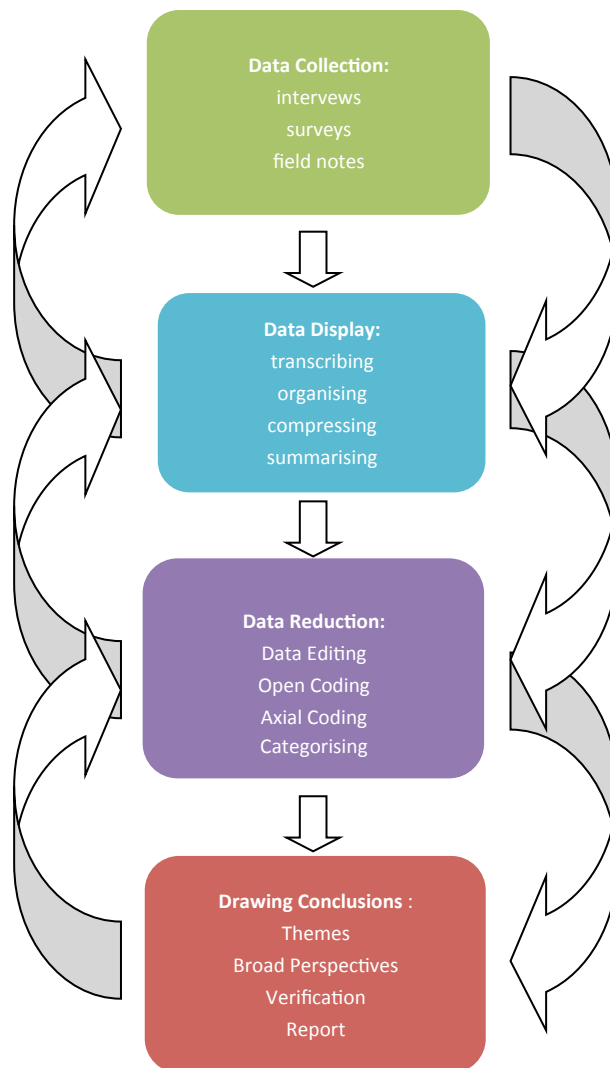 Data Collection:
intervews
surveys
field notes
Data Display:
transcribing
organising
compressing
summarising
Data Reduction:
Data Editing
Open Coding
Axial Coding
Categorising
Drawing Conclusions :
Themes
Broad Perspectives
Verification
Report